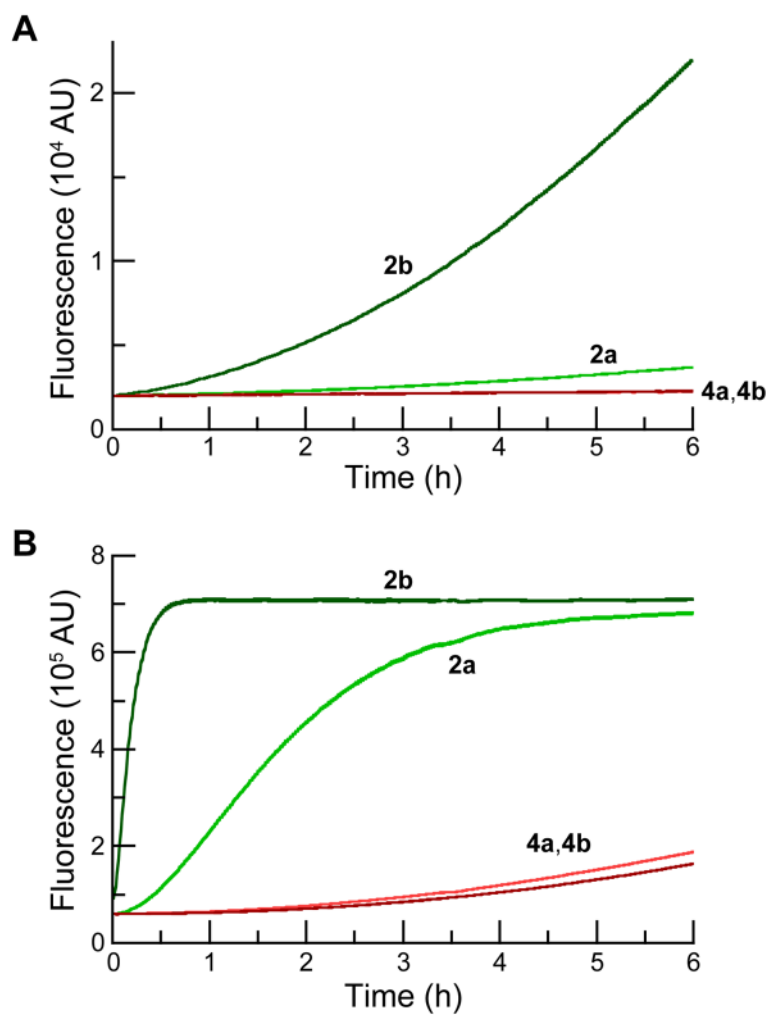 A
Fluorescence (10⁴ AU)
2
1
0
2b
2a
4a,4b
0 1 2 3 4 5 6
Time (h)
B
Fluorescence (10⁵ AU)
8
6
4
2
0
2b
2a
4a,4b
0 1 2 3 4 5 6
Time (h)